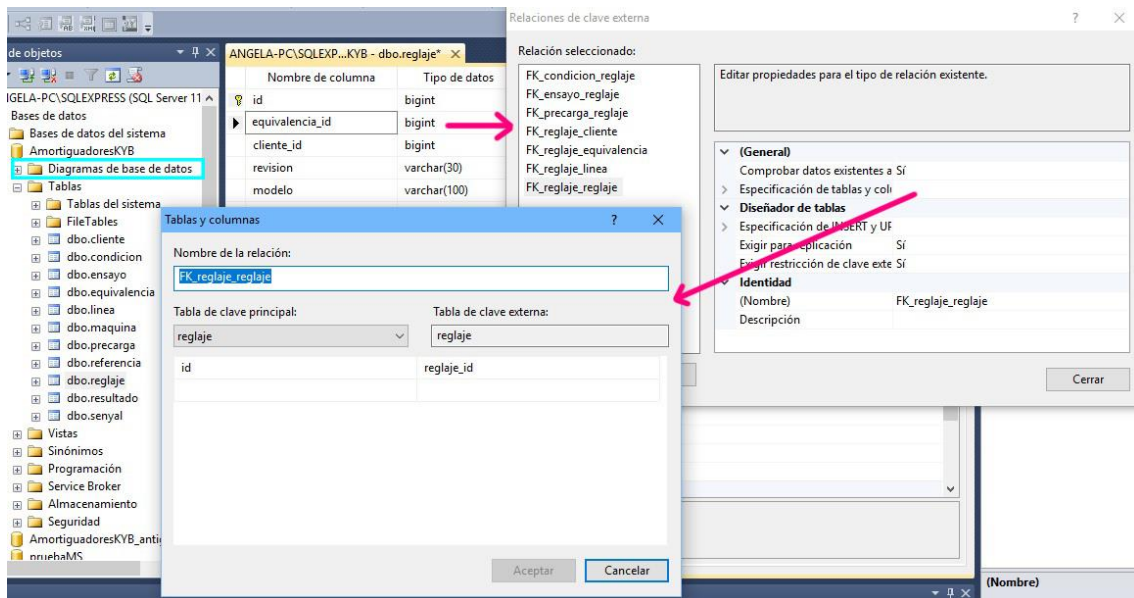 Relaciones de clave externa
de objetos
ANGELA-PC\SQLEXP...KYB - dbo.reglaje*
Nombre de columna Tipo de datos
id bigint
equivalencia_id bigint
cliente_id bigint
revision varchar(30)
modelo varchar(100)
IGELA-PC\SQLEXPRESS (SQL Server 11
Bases de datos
Bases de datos del sistema
AmortiguadoresKYB
Diagramas de base de datos
Tablas
Tablas del sistema
FileTables
dbo.cliente
dbo.condicion
dbo.ensayo
dbo.equivalencia
dbo.linea
dbo.maquina
dbo.precarga
dbo.referencia
dbo.reglaje
dbo.resultado
dbo.senyal
Vistas
Sinónimos
Programación
Service Broker
Almacenamiento
Seguridad
AmortiguadoresKYB_anti
pruebaMS
Relación seleccionado:
FK_condicion_reglaje
FK_ensayo_reglaje
FK_precarga_reglaje
FK_reglaje_cliente
FK_reglaje_equivalencia
FK_reglaje_linea
FK_reglaje_reglaje
Editar propiedades para el tipo de relación existente.
(General)
Comprobar datos existentes a Sí
Especificación de tablas y colu
Diseñador de tablas
Especificación de INSERT y UP
Exigir para replicación Sí
Exigir restricción de clave exte Sí
Identidad
(Nombre) FK_reglaje_reglaje
Descripción
Cerrar
Tablas y columnas
Nombre de la relación:
FK_reglaje_reglaje
Tabla de clave principal: Tabla de clave externa:
reglaje reglaje
id reglaje_id
Aceptar Cancelar
(Nombre)